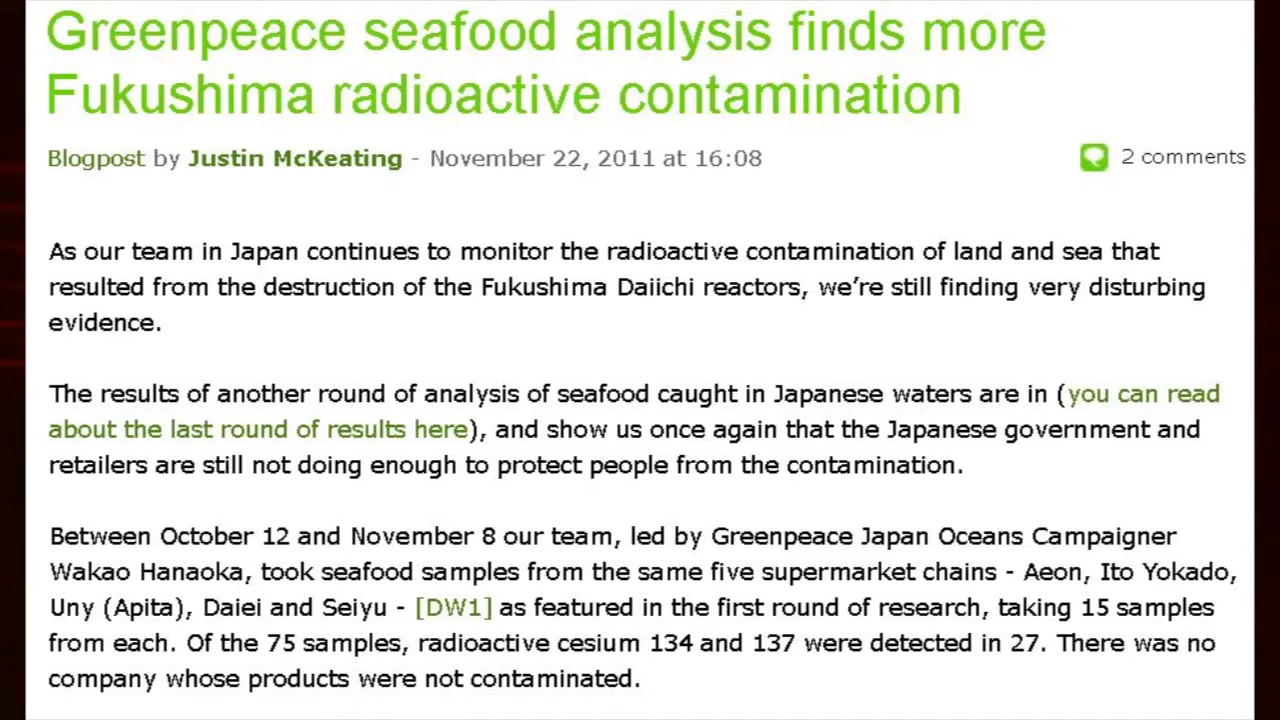 Greenpeace seafood analysis finds more
Fukushima radioactive contamination
Blogpost by Justin McKeating - November 22, 2011 at 16:08
2 comments
As our team in Japan continues to monitor the radioactive contamination of land and sea that
resulted from the destruction of the Fukushima Daiichi reactors, we’re still finding very disturbing
evidence.
The results of another round of analysis of seafood caught in Japanese waters are in (you can read
about the last round of results here), and show us once again that the Japanese government and
retailers are still not doing enough to protect people from the contamination.
Between October 12 and November 8 our team, led by Greenpeace Japan Oceans Campaigner
Wakao Hanaoka, took seafood samples from the same five supermarket chains - Aeon, Ito Yokado,
Uny (Apita), Daiei and Seiyu - [DW1] as featured in the first round of research, taking 15 samples
from each. Of the 75 samples, radioactive cesium 134 and 137 were detected in 27. There was no
company whose products were not contaminated.